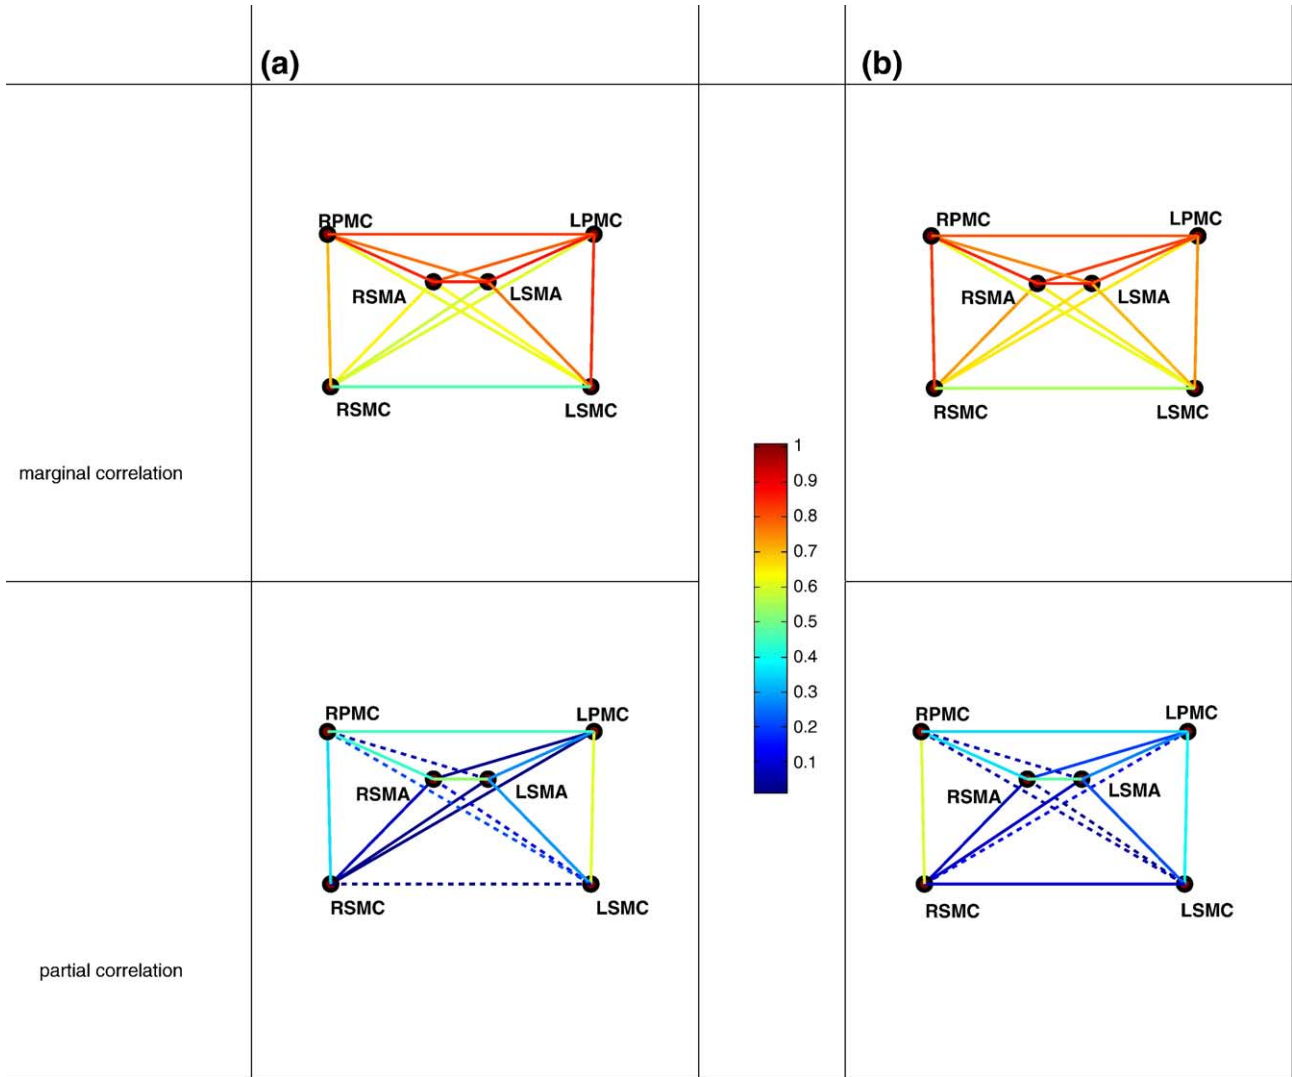 (a)
(b)
RPMC
LPMC
RSMA
LSMA
RSMC
LSMC
RPMC
LPMC
RSMA
LSMA
RSMC
LSMC
marginal correlation
1
0.9
0.8
0.7
0.6
0.5
0.4
0.3
0.2
0.1
RPMC
LPMC
RSMA
LSMA
RSMC
LSMC
RPMC
LPMC
RSMA
LSMA
RSMC
LSMC
partial correlation